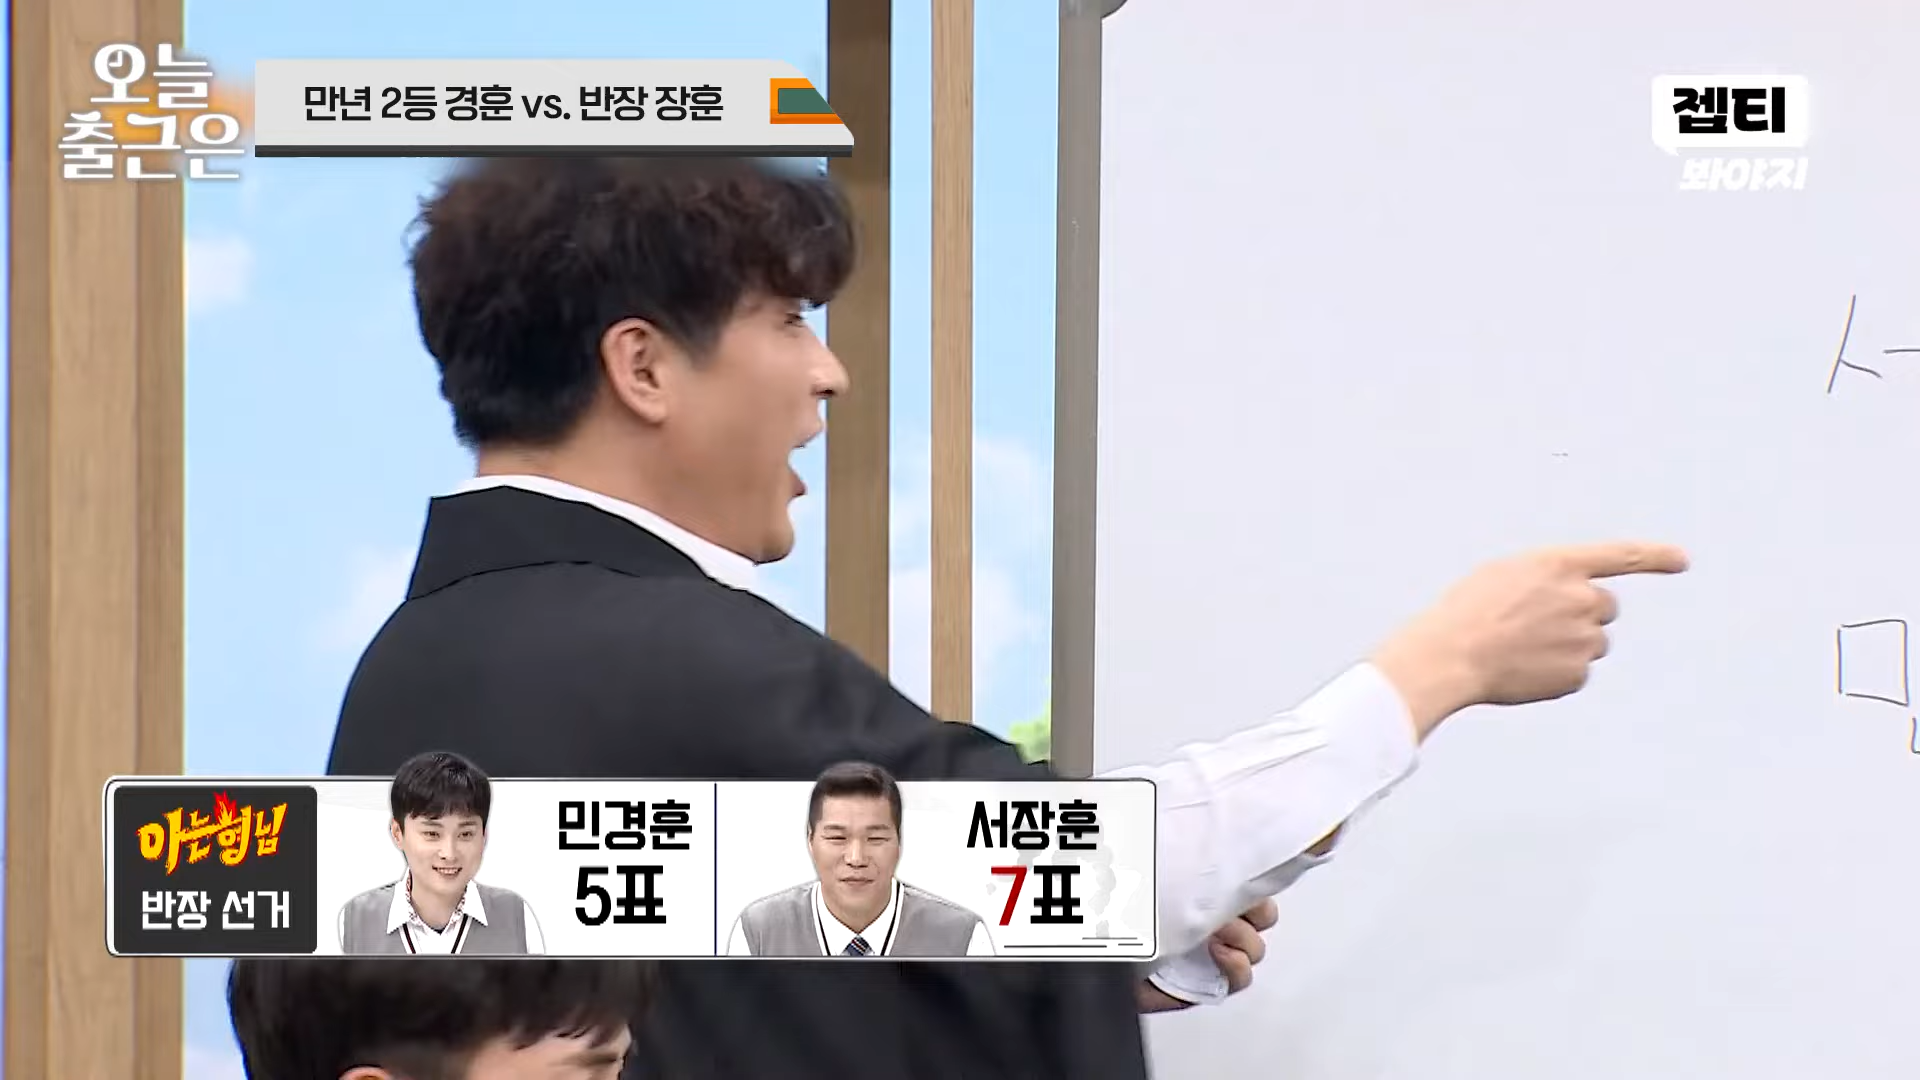 오늘
출근은
만년 2등 경훈 vs. 반장 장훈
젭티
봐야지
아는형님
반장 선거
민경훈
5표
서장훈
7표